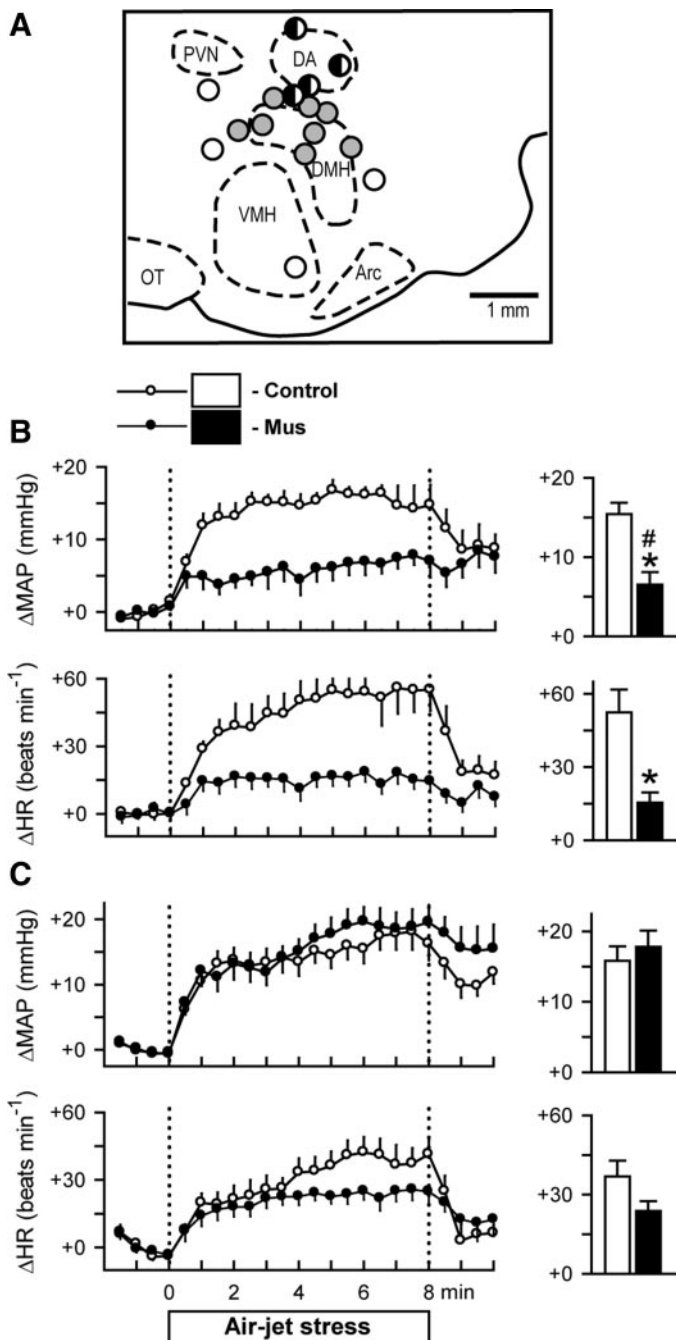 A
PVN
DA
DMH
VMH
OT
Arc
1 mm
- Control
- Mus
B
ΔMAP (mmHg)
+20
+10
+0
+20
+10
+0
#
*
ΔHR (beats min⁻¹)
+60
+30
+0
+60
+30
+0
*
C
ΔMAP (mmHg)
+20
+10
+0
+20
+10
+0
ΔHR (beats min⁻¹)
+60
+30
+0
+60
+30
+0
0 2 4 6 8 min
Air-jet stress